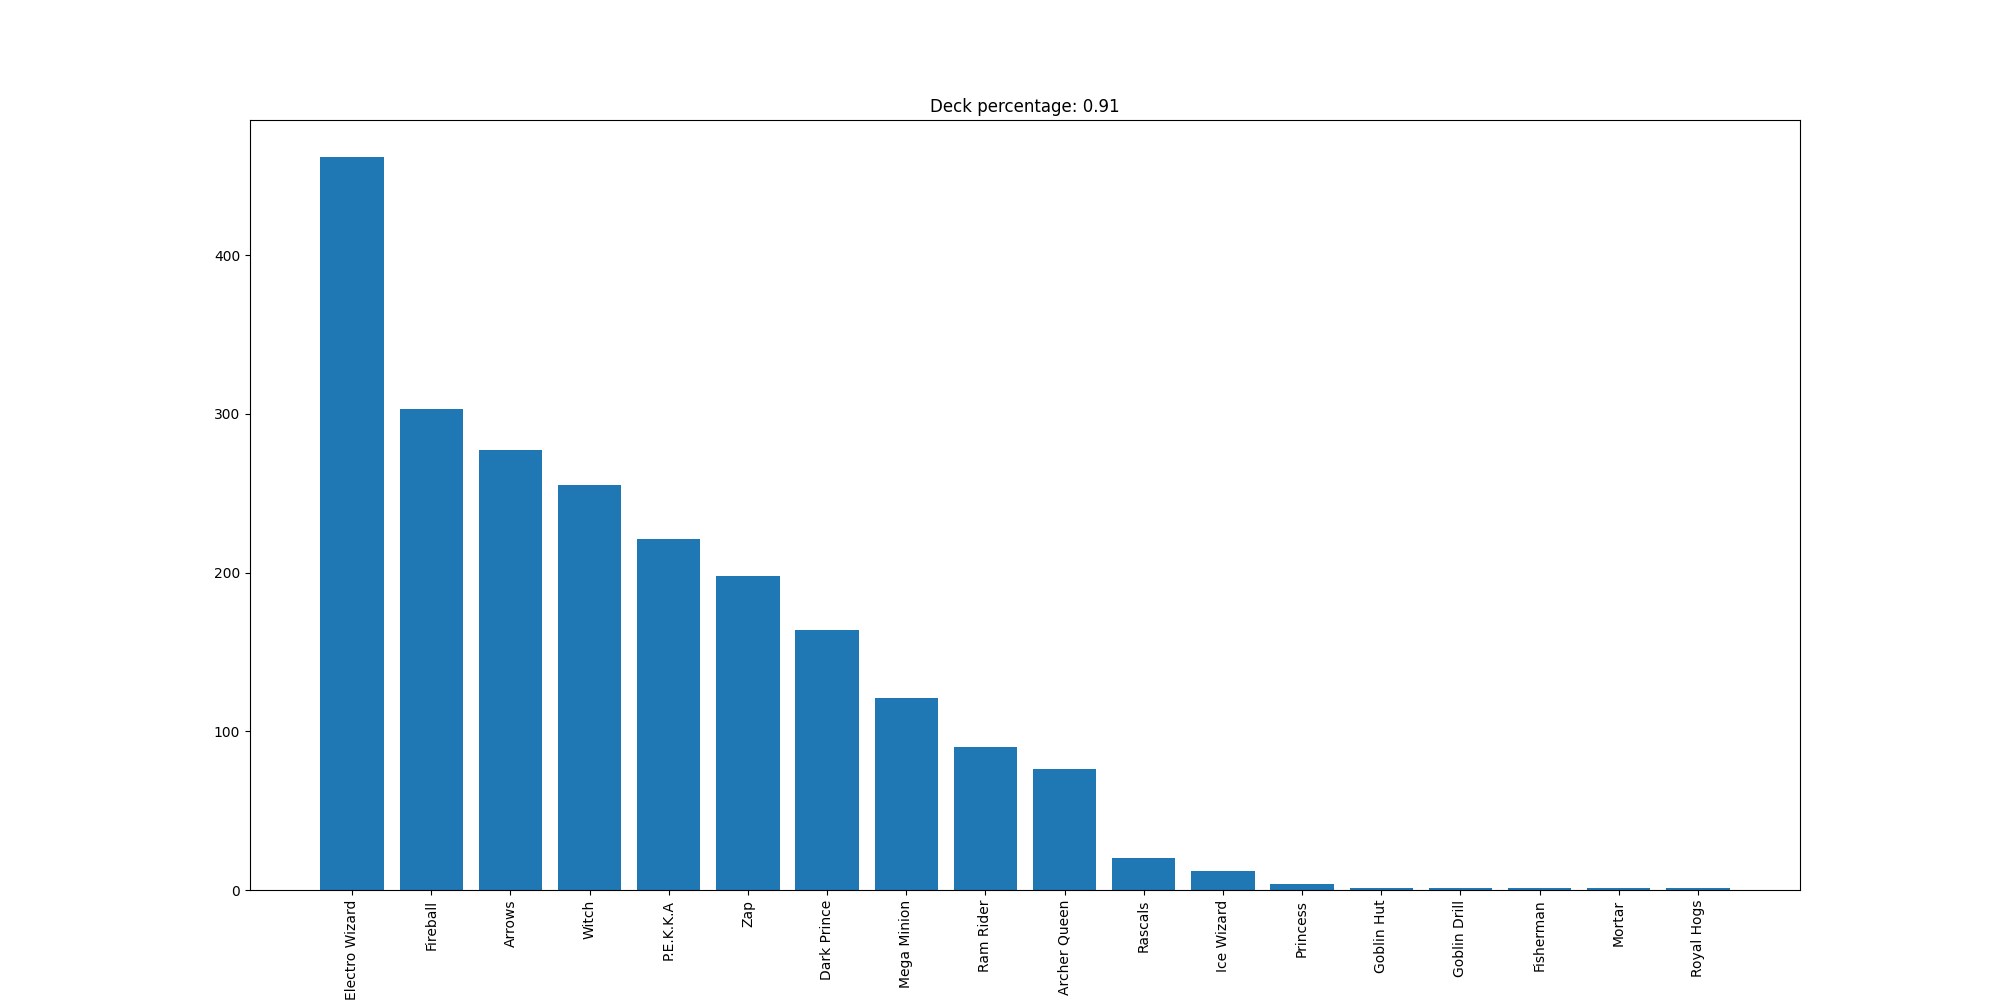 Deck percentage: 0.91
400
300
200
100
0
Electro Wizard
Fireball
Arrows
Witch
P.E.K.K.A
Zap
Dark Prince
Mega Minion
Ram Rider
Archer Queen
Rascals
Ice Wizard
Princess
Goblin Hut
Goblin Drill
Fisherman
Mortar
Royal Hogs